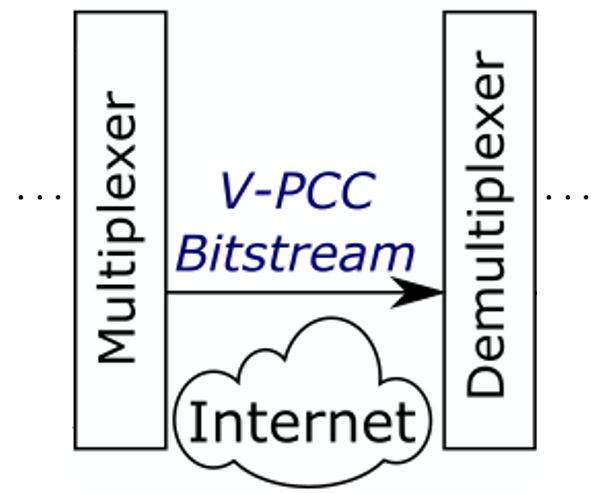 Multiplexer
V-PCC
Bitstream
Internet
Demultiplexer
...
...